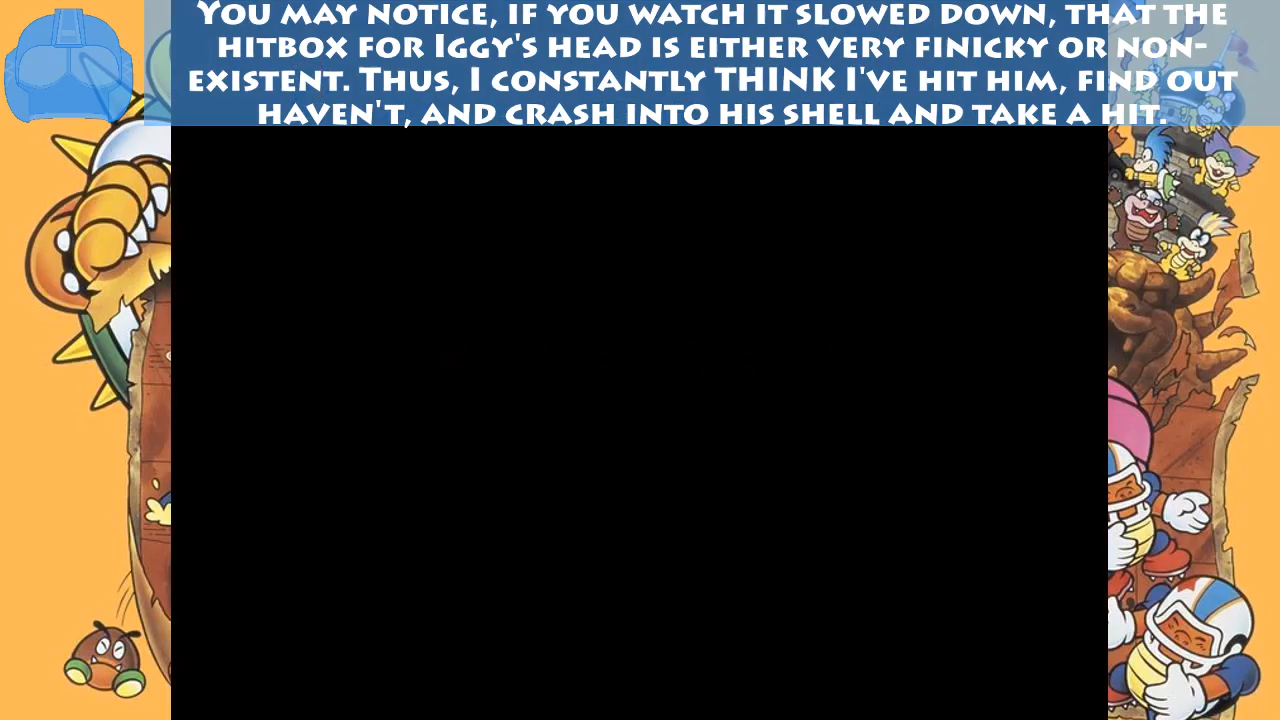 You may notice, if you watch it slowed down, that the
hitbox for Iggy's head is either very finicky or non-
existent. Thus, I constantly THINK I've hit him, find out
haven't, and crash into his shell and take a hit.